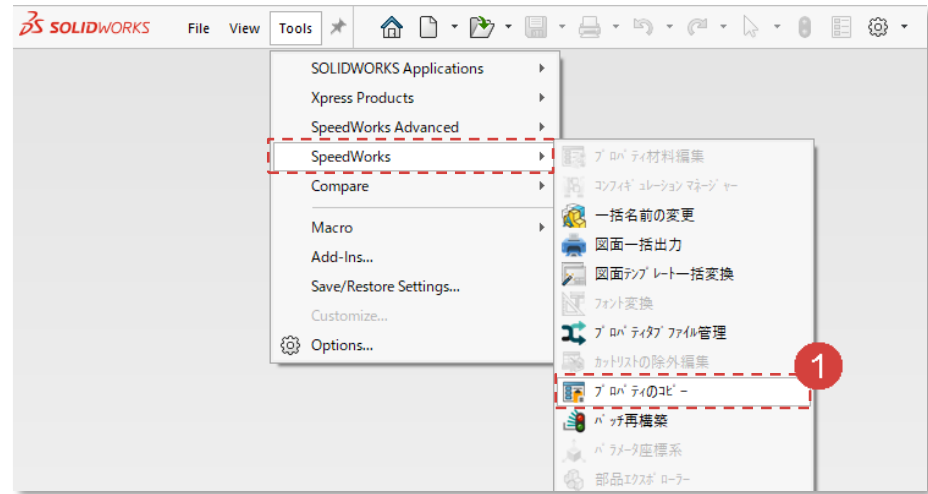 SOLIDWORKS File View Tools
SOLIDWORKS Applications
Xpress Products
SpeedWorks Advanced
SpeedWorks
Compare
Macro
Add-Ins...
Save/Restore Settings...
Customize...
Options...
ﾌﾟﾛﾊﾟﾃｨ材料編集
ｺﾝﾌｨｷﾞｭﾚｰｼｮﾝﾏﾈｰｼﾞｬｰ
一括名前の変更
図面一括出力
図面ﾃﾝﾌﾟﾚｰﾄ一括変換
ﾌｫﾝﾄ変換
ﾌﾟﾛﾊﾟﾃｨﾀﾌﾞﾌｧｲﾙ管理
ｶｯﾄﾘｽﾄの除外編集
1
ﾌﾟﾛﾊﾟﾃｨのｺﾋﾟｰ
ﾊﾞｯﾁ再構築
ﾊﾟﾗﾒｰﾀ座標系
部品ｴｸｽﾎﾟﾛｰﾗｰ